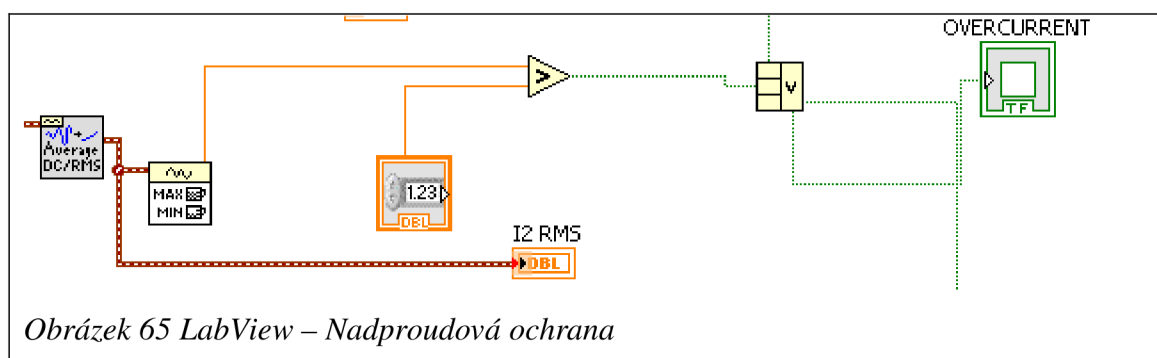 OVERCURRENT
TF
Average
DC/RMS
MAX
MIN
1.23
DBL
I2 RMS
DBL
Obrázek 65 LabView – Nadproudová ochrana